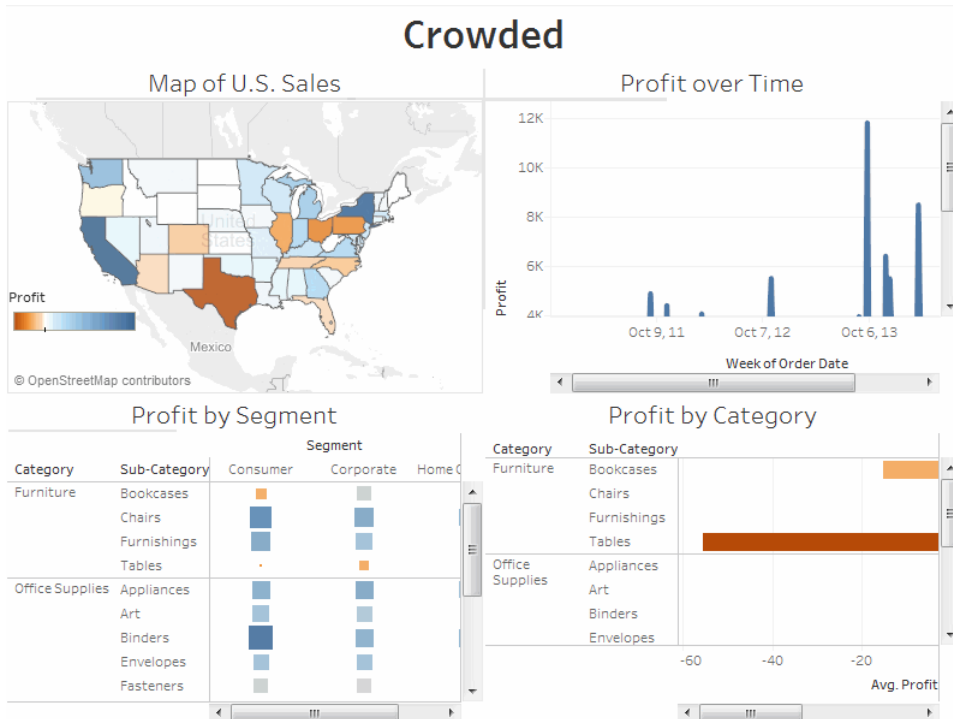 Crowded
Map of U.S. Sales
United
States
Mexico
Profit
© OpenStreetMap contributors
Profit over Time
12K
10K
8K
6K
4K
Profit
Oct 9, 11 Oct 7, 12 Oct 6, 13
Week of Order Date
Profit by Segment
Segment
Category Sub-Category Consumer Corporate Home
Furniture Bookcases
Chairs
Furnishings
Tables
Office Supplies Appliances
Art
Binders
Envelopes
Fasteners
Profit by Category
Category Sub-Category
Furniture Bookcases
Chairs
Furnishings
Tables
Office Supplies Appliances
Art
Binders
Envelopes
-60 -40 -20
Avg. Profit